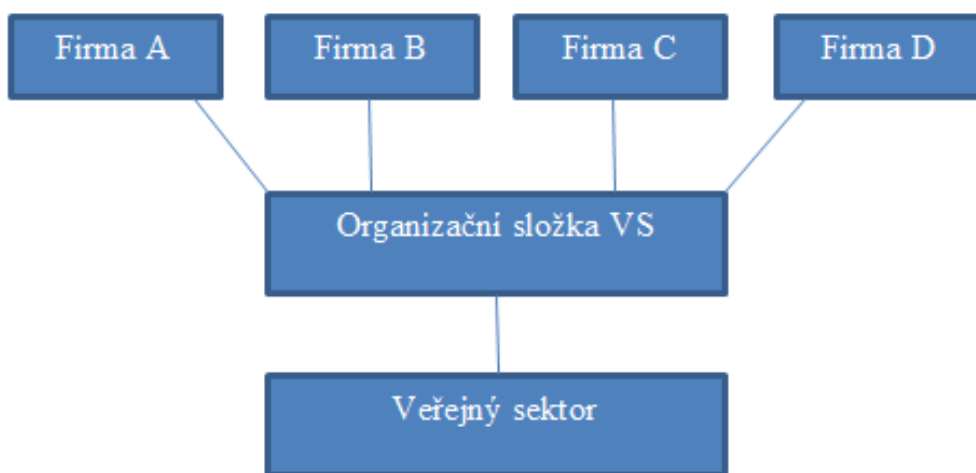 Firma A
Firma B
Firma C
Firma D
Organizační složka VS
Veřejný sektor